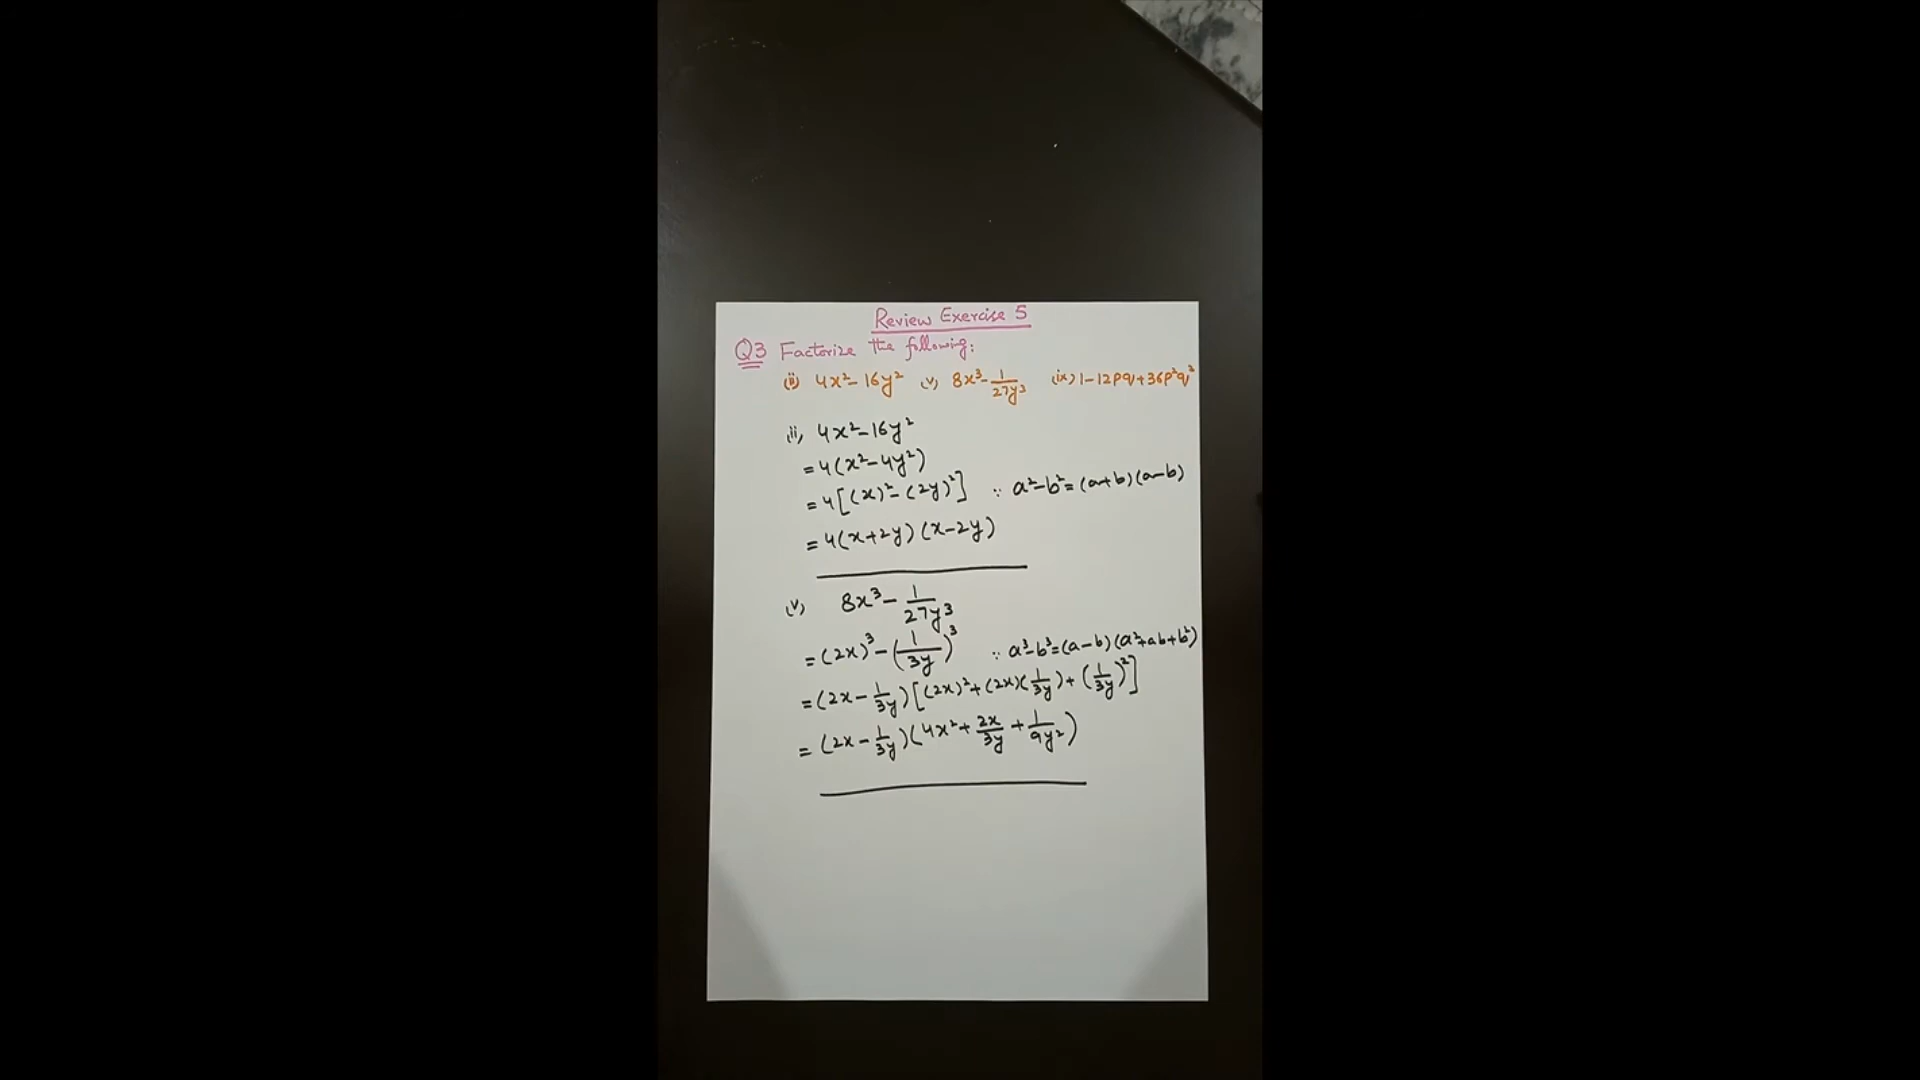 Review Exercise 5
Q3 Factorize the following:
(ii) 4x²-16y² (v) 8x³-1/27y³ (ix) 1-12pq+36p²q²
(ii) 4x²-16y²
=4(x²-4y²)
=4[(x)²-(2y)²] ∵ a²-b²=(a+b)(a-b)
=4(x+2y)(x-2y)
(v) 8x³-1/27y³
=(2x)³-(1/3y)³ ∵ a³-b³=(a-b)(a²+ab+b²)
=(2x-1/3y)[(2x)²+(2x)(1/3y)+(1/3y)²]
=(2x-1/3y)(4x²+2x/3y+1/9y²)